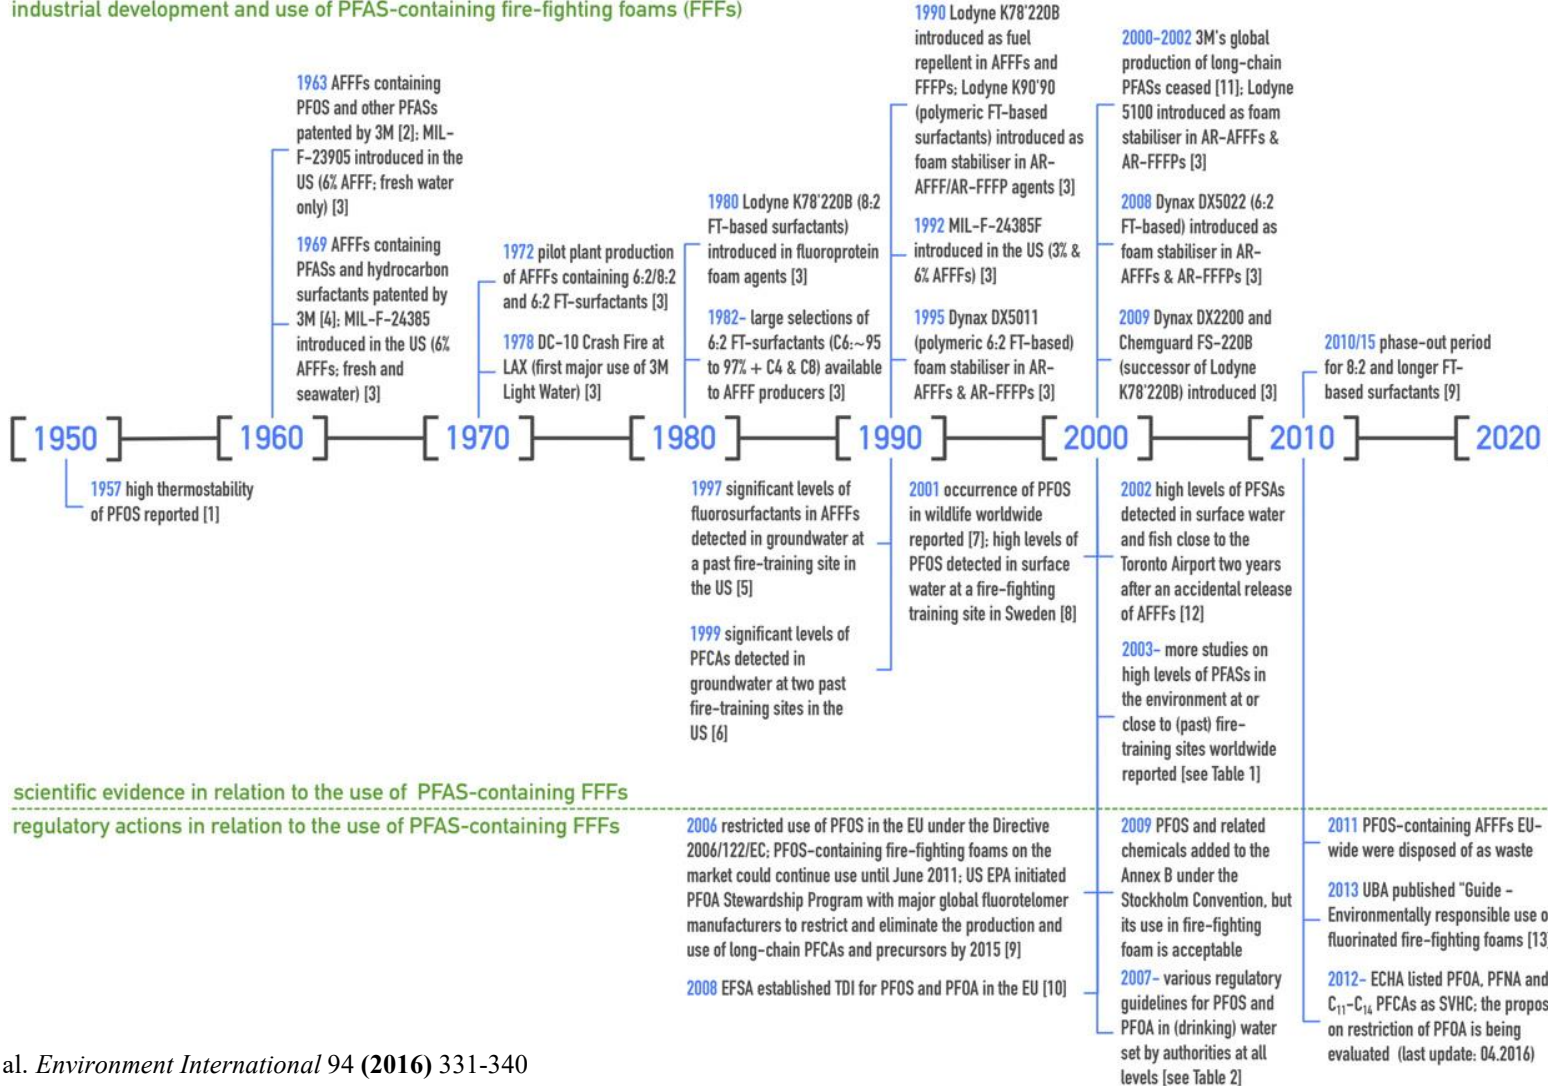 industrial development and use of PFAS-containing fire-fighting foams (FFFs)
1963 AFFFs containing
PFOS and other PFASs
patented by 3M [2]; MIL-
F-23905 introduced in the
US (6% AFFF; fresh water
only) [3]
1969 AFFFs containing
PFASs and hydrocarbon
surfactants patented by
3M [4]; MIL-F-24385
introduced in the US (6%
AFFFs; fresh and
seawater) [3]
1972 pilot plant production
of AFFFs containing 6:2/8:2
and 6:2 FT-surfactants [3]
1978 DC-10 Crash Fire at
LAX (first major use of 3M
Light Water) [3]
1980 Lodyne K78'220B (8:2
FT-based surfactants)
introduced in fluoroprotein
foam agents [3]
1982- large selections of
6:2 FT-surfactants (C6:~95
to 97% + C4 & C8) available
to AFFF producers [3]
1990 Lodyne K78'220B
introduced as fuel
repellent in AFFFs and
FFFPs; Lodyne K90'90
(polymeric FT-based
surfactants) introduced as
foam stabiliser in AR-
AFFF/AR-FFFP agents [3]
1992 MIL-F-24385F
introduced in the US (3% &
6% AFFFs) [3]
1995 Dynax DX5011
(polymeric 6:2 FT-based)
foam stabiliser in AR-
AFFFs & AR-FFFPs [3]
2000-2002 3M's global
production of long-chain
PFASs ceased [11]; Lodyne
5100 introduced as foam
stabiliser in AR-AFFFs &
AR-FFFPs [3]
2008 Dynax DX5022 (6:2
FT-based) introduced as
foam stabiliser in AR-
AFFFs & AR-FFFPs [3]
2009 Dynax DX2200 and
Chemguard FS-220B
(successor of Lodyne
K78'220B) introduced [3]
2010/15 phase-out period
for 8:2 and longer FT-
based surfactants [9]
1950 1960 1970 1980 1990 2000 2010 2020
1957 high thermostability
of PFOS reported [1]
1997 significant levels of
fluorosurfactants in AFFFs
detected in groundwater at
a past fire-training site in
the US [5]
1999 significant levels of
PFCAs detected in
groundwater at two past
fire-training sites in the
US [6]
2001 occurrence of PFOS
in wildlife worldwide
reported [7]; high levels of
PFOS detected in surface
water at a fire-fighting
training site in Sweden [8]
2002 high levels of PFSAs
detected in surface water
and fish close to the
Toronto Airport two years
after an accidental release
of AFFFs [12]
2003- more studies on
high levels of PFASs in
the environment at or
close to (past) fire-
training sites worldwide
reported [see Table 1]
scientific evidence in relation to the use of PFAS-containing FFFs
regulatory actions in relation to the use of PFAS-containing FFFs
2006 restricted use of PFOS in the EU under the Directive
2006/122/EC; PFOS-containing fire-fighting foams on the
market could continue use until June 2011; US EPA initiated
PFOA Stewardship Program with major global fluorotelomer
manufacturers to restrict and eliminate the production and
use of long-chain PFCAs and precursors by 2015 [9]
2008 EFSA established TDI for PFOS and PFOA in the EU [10]
2009 PFOS and related
chemicals added to the
Annex B under the
Stockholm Convention, but
its use in fire-fighting
foam is acceptable
2007- various regulatory
guidelines for PFOS and
PFOA in (drinking) water
set by authorities at all
levels [see Table 2]
2011 PFOS-containing AFFFs EU-
wide were disposed of as waste
2013 UBA published "Guide -
Environmentally responsible use o
fluorinated fire-fighting foams [13]
2012- ECHA listed PFOA, PFNA and
C₁₁-C₁₄ PFCAs as SVHC; the propos
on restriction of PFOA is being
evaluated (last update: 04.2016)
al. Environment International 94 (2016) 331-340